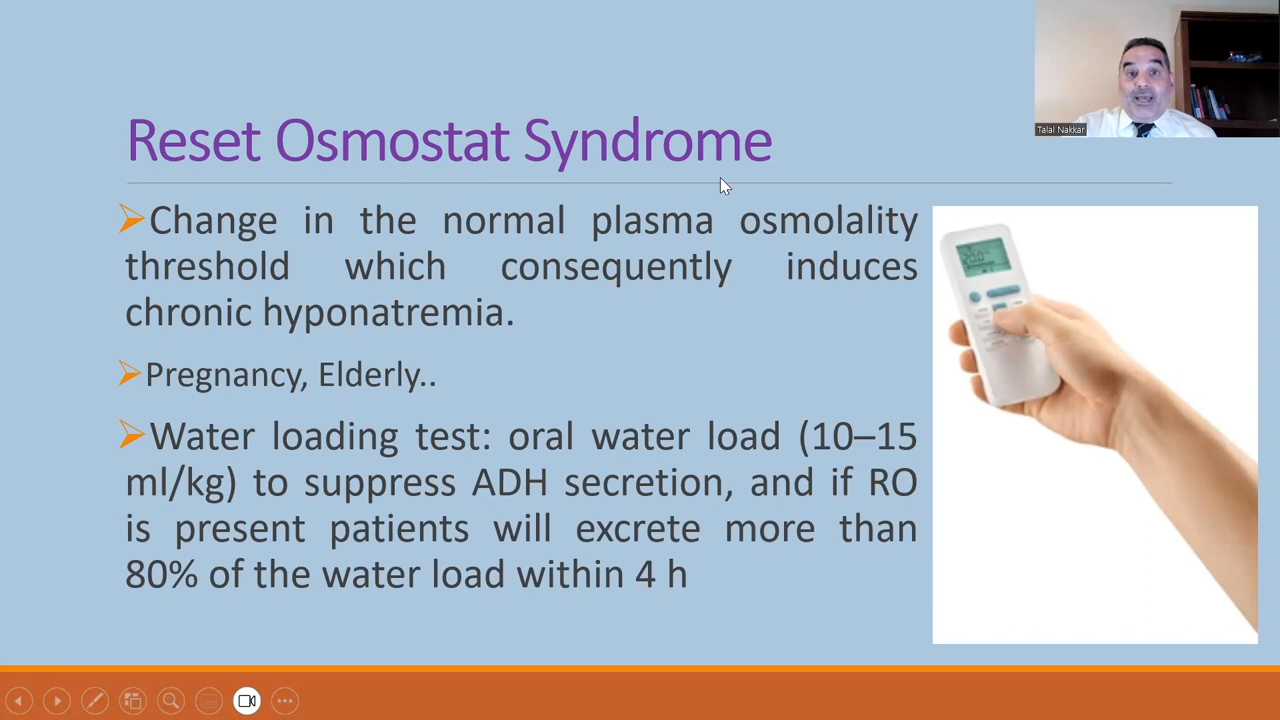 Talal Nakkar
Reset Osmostat Syndrome
Change in the normal plasma osmolality
threshold which consequently induces
chronic hyponatremia.
Pregnancy, Elderly..
Water loading test: oral water load (10–15
ml/kg) to suppress ADH secretion, and if RO
is present patients will excrete more than
80% of the water load within 4 h